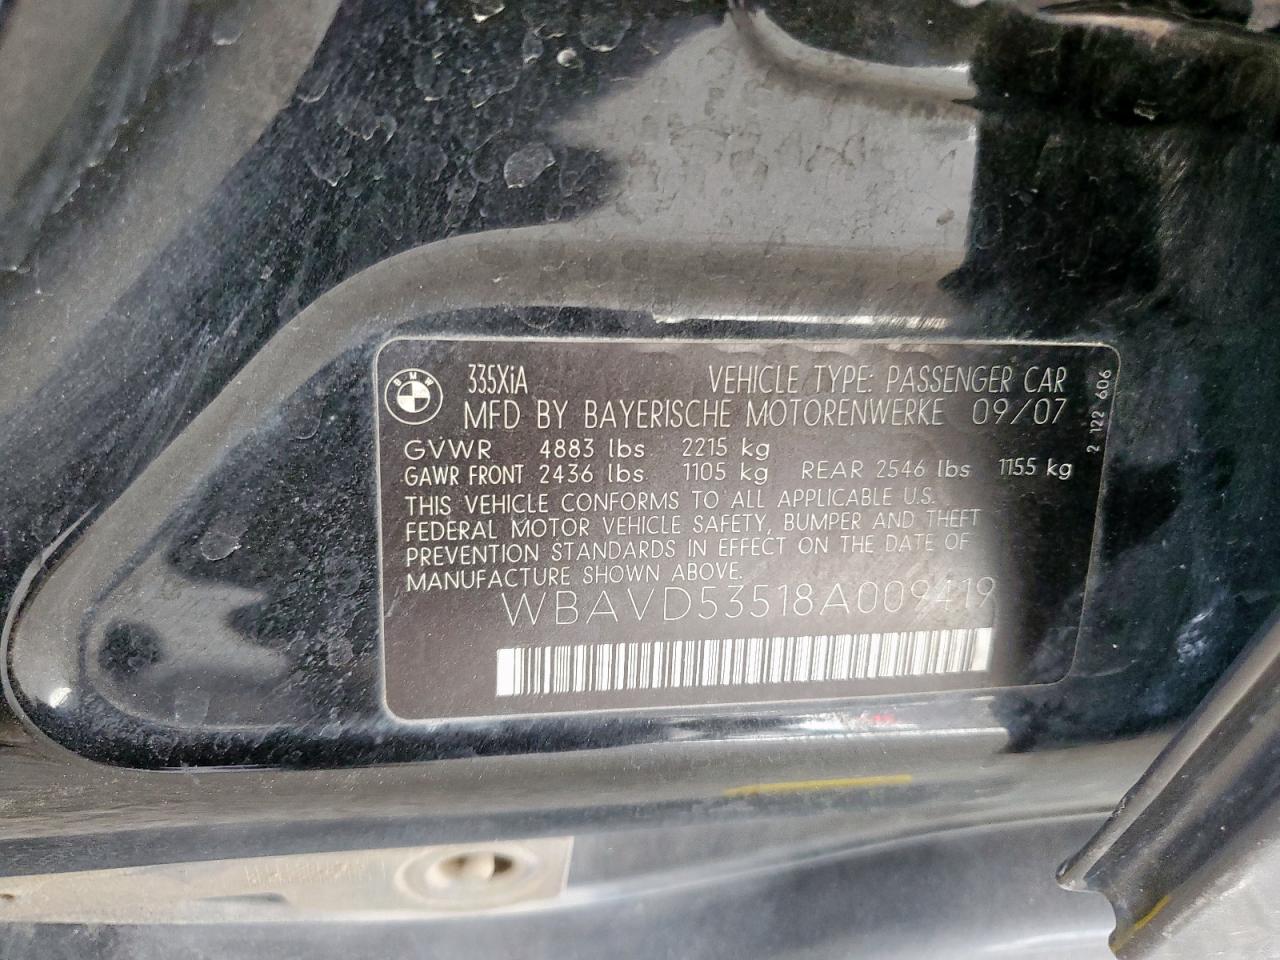 BMW
335XiA VEHICLE TYPE: PASSENGER CAR
MFD BY BAYERISCHE MOTORENWERKE 09/07
GVWR 4883 lbs 2215 kg
GAWR FRONT 2436 lbs 1105 kg REAR 2546 lbs 1155 kg
THIS VEHICLE CONFORMS TO ALL APPLICABLE U.S.
FEDERAL MOTOR VEHICLE SAFETY, BUMPER AND THEFT
PREVENTION STANDARDS IN EFFECT ON THE DATE OF
MANUFACTURE SHOWN ABOVE.
WBAVD53518A009419
2 122 606